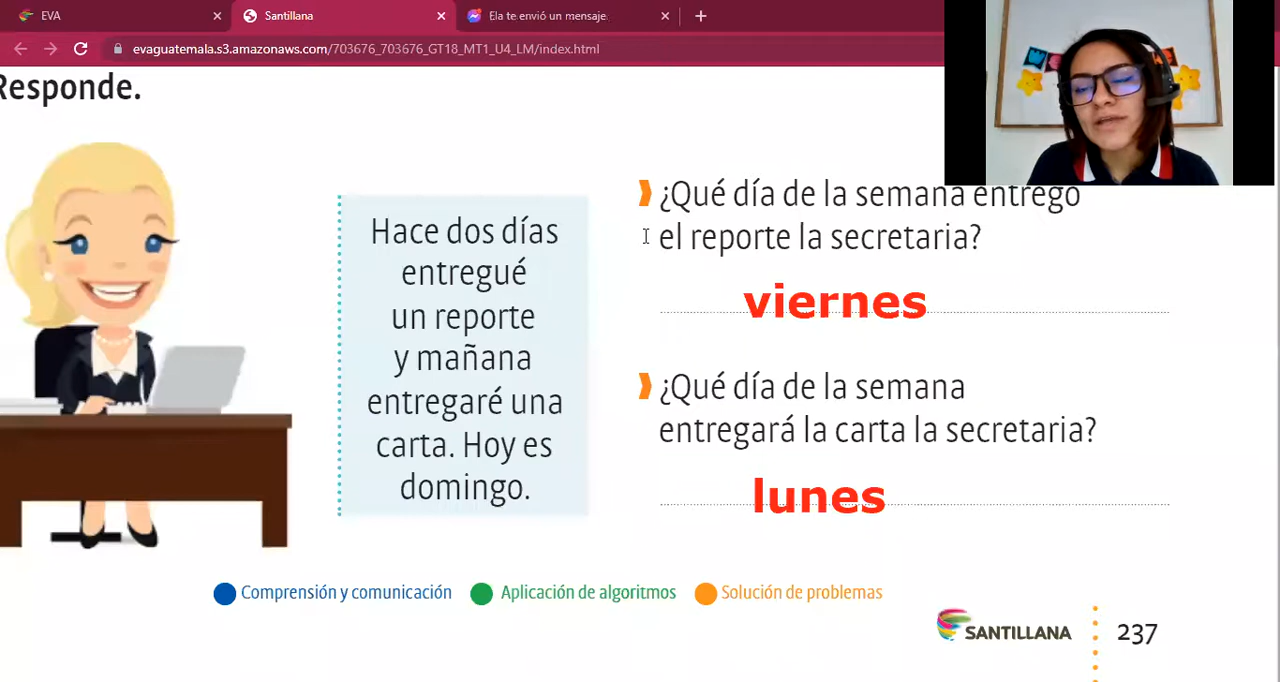 EVA
Santillana
Ela te envió un mensaje
evaguatemala.s3.amazonaws.com/703676_703676_GT18_MT1_U4_LM/index.html
Responde.
Hace dos días
entregué
un reporte
y mañana
entregaré una
carta. Hoy es
domingo.
¿Qué día de la semana entregó
el reporte la secretaria?
viernes
¿Qué día de la semana
entregará la carta la secretaria?
lunes
Comprensión y comunicación
Aplicación de algoritmos
Solución de problemas
SANTILLANA
237